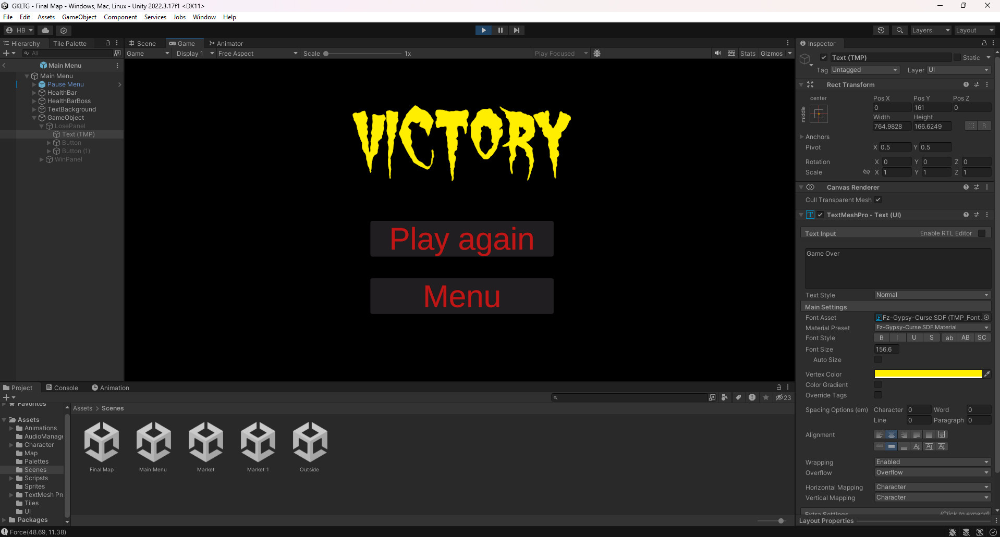 GKLTG - Final Map - Windows, Mac, Linux - Unity 2022.3.17f1 <DX11>
File Edit Assets GameObject Component Services Jobs Window Help
HB
Layers Layout
Hierarchy Tile Palette
All
Main Menu
Main Menu
Pause Menu
HealthBar
HealthBarBoss
TextBackground
GameObject
LosePanel
Text (TMP)
Button
Button (1)
WinPanel
Scene Game Animator
Game Display 1 Free Aspect Scale 1x Play Focused Stats Gizmos
VICTORY
Play again
Menu
Project Console Animation
23
Favorites
Assets
Animations
AudioManage
Character
Map
Palettes
Scenes
Scripsts
Sprites
TextMesh Pro
Tiles
UI
Packages
Assets > Scenes
Final Map Main Menu Market Market 1 Outside
Force(48.69, 11.38)
Inspector
Text (TMP) Static
Tag Untagged Layer UI
Rect Transform
center
middle
Pos X Pos Y Pos Z
0 161 0
Width Height
764.9828 166.6249
R
Anchors
Pivot X 0.5 Y 0.5
Rotation X 0 Y 0 Z 0
Scale X 1 Y 1 Z 1
Canvas Renderer
Cull Transparent Mesh
TextMeshPro - Text (UI)
Text Input Enable RTL Editor
Game Over
Text Style Normal
Main Settings
Font Asset Fz-Gypsy-Curse SDF (TMP_Font
Material Preset Fz-Gypsy-Curse SDF Material
Font Style B I U S ab AB SC
Font Size 156.6
Auto Size
Vertex Color
Color Gradient
Override Tags
Spacing Options (em) Character 0 Word 0
Line 0 Paragraph 0
Alignment
Wrapping Enabled
Overflow Overflow
Horizontal Mapping Character
Vertical Mapping Character
Extra Settings (Click to expand)
Layout Properties